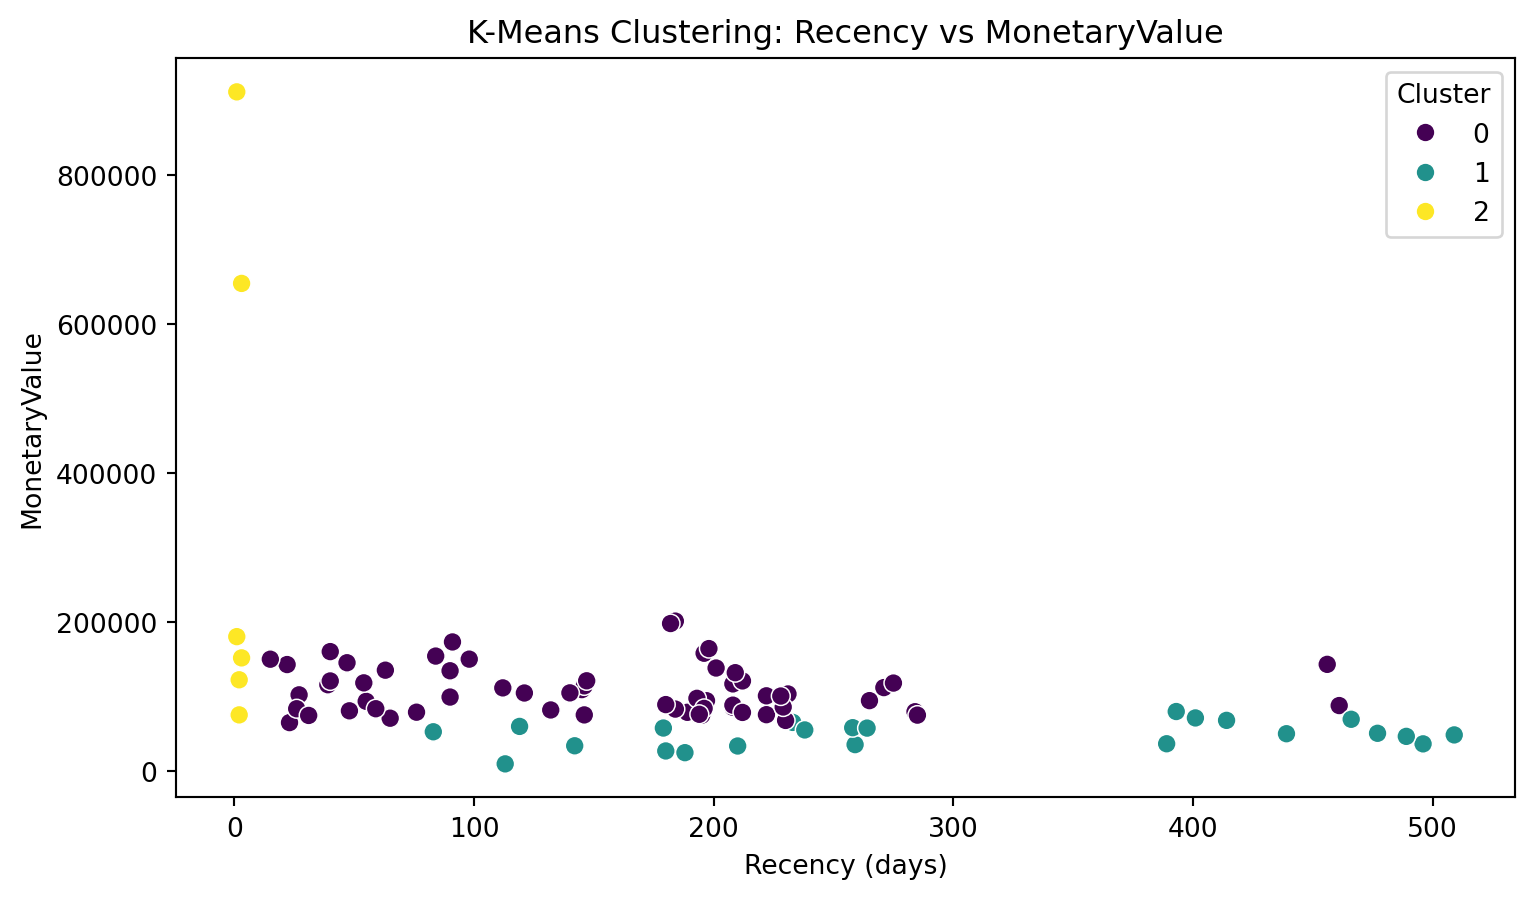 K-Means Clustering: Recency vs MonetaryValue
Cluster
0
1
2
800000
600000
400000
200000
0
MonetaryValue
0 100 200 300 400 500
Recency (days)